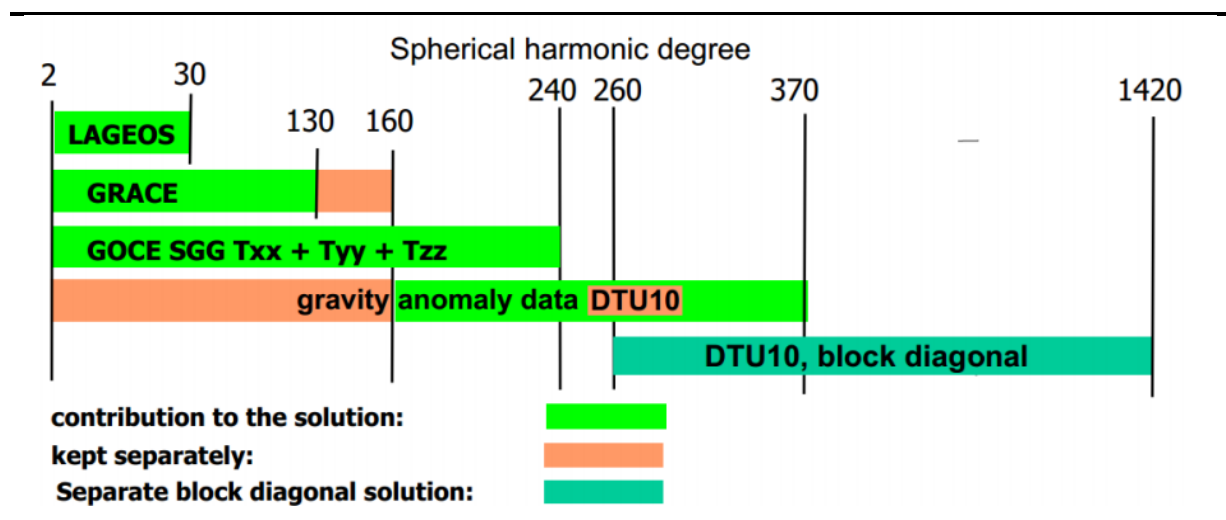 Spherical harmonic degree
2 30 240 260 370 1420
130 160
LAGEOS
GRACE
GOCE SGG Txx + Tyy + Tzz
gravity anomaly data DTU10
DTU10, block diagonal
contribution to the solution:
kept separately:
Separate block diagonal solution: